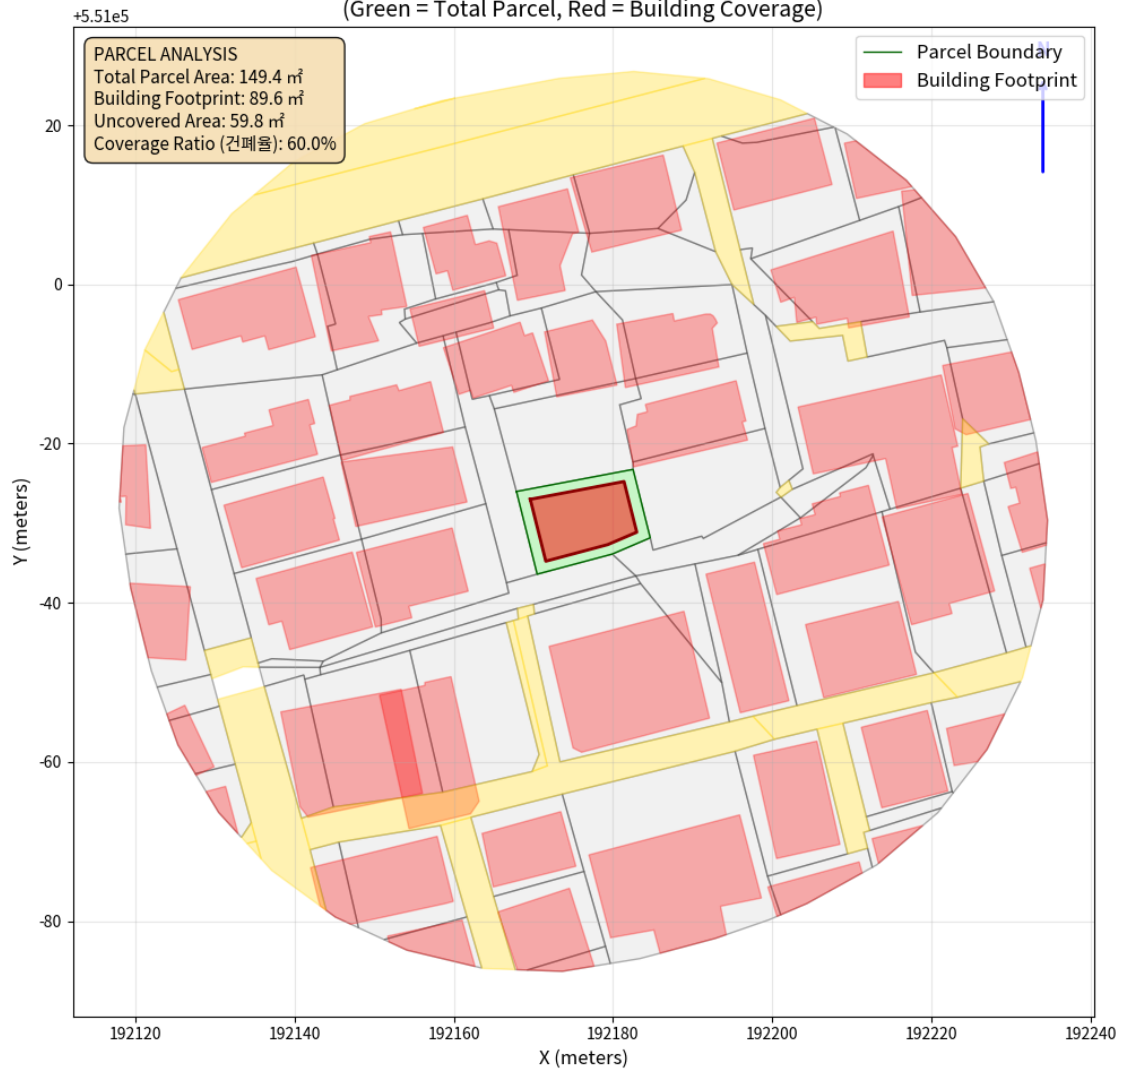 (Green = Total Parcel, Red = Building Coverage)
+5.51e5
PARCEL ANALYSIS
Total Parcel Area: 149.4 ㎡
Building Footprint: 89.6 ㎡
Uncovered Area: 59.8 ㎡
Coverage Ratio (건폐율): 60.0%
Parcel Boundary
Building Footprint
N
20
0
-20
-40
-60
-80
Y (meters)
192120 192140 192160 192180 192200 192220 192240
X (meters)